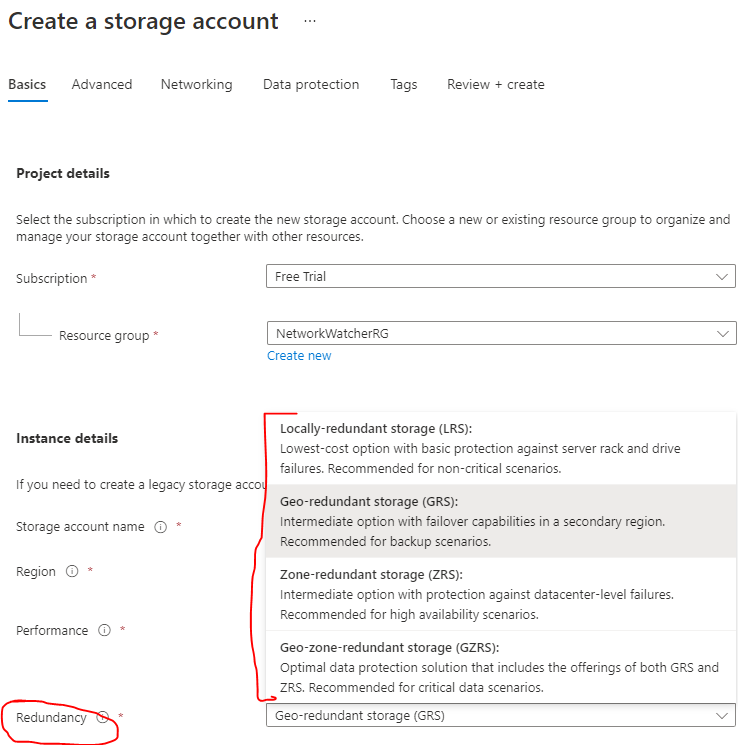 Create a storage account ...
Basics Advanced Networking Data protection Tags Review + create
Project details
Select the subscription in which to create the new storage account. Choose a new or existing resource group to organize and
manage your storage account together with other resources.
Subscription * Free Trial
Resource group * NetworkWatcherRG
Create new
Instance details
If you need to create a legacy storage accou
Storage account name *
Region *
Performance *
Locally-redundant storage (LRS):
Lowest-cost option with basic protection against server rack and drive
failures. Recommended for non-critical scenarios.
Geo-redundant storage (GRS):
Intermediate option with failover capabilities in a secondary region.
Recommended for backup scenarios.
Zone-redundant storage (ZRS):
Intermediate option with protection against datacenter-level failures.
Recommended for high availability scenarios.
Geo-zone-redundant storage (GZRS):
Optimal data protection solution that includes the offerings of both GRS and
ZRS. Recommended for critical data scenarios.
Redundancy * Geo-redundant storage (GRS)